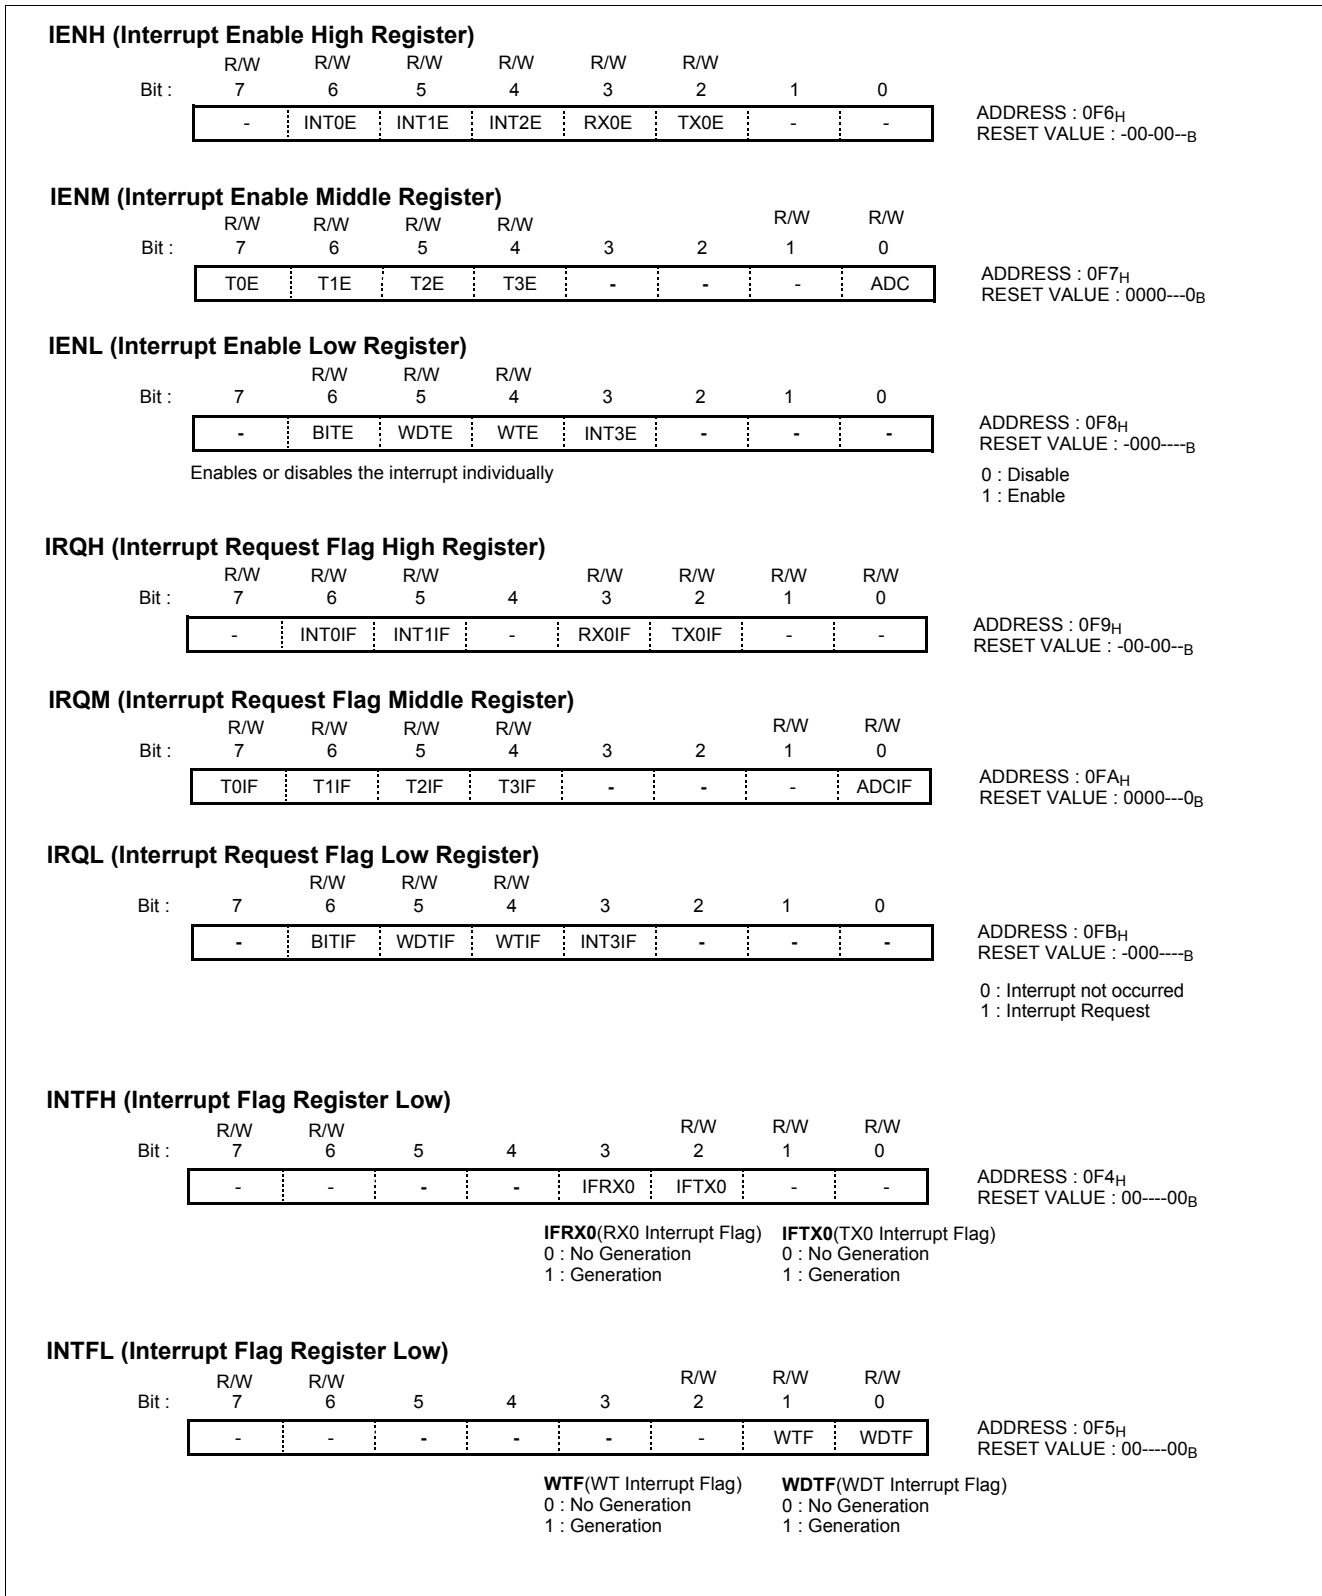 IENH (Interrupt Enable High Register)
R/W R/W R/W R/W R/W R/W
Bit : 7 6 5 4 3 2 1 0
- INT0E INT1E INT2E RX0E TX0E - -
ADDRESS : 0F6H
RESET VALUE : -00-00--B
IENM (Interrupt Enable Middle Register)
R/W R/W R/W R/W R/W R/W
Bit : 7 6 5 4 3 2 1 0
T0E T1E T2E T3E - - - ADC
ADDRESS : 0F7H
RESET VALUE : 0000---0B
IENL (Interrupt Enable Low Register)
R/W R/W R/W
Bit : 7 6 5 4 3 2 1 0
- BITE WDTE WTE INT3E - - -
ADDRESS : 0F8H
RESET VALUE : -000----B
Enables or disables the interrupt individually
0 : Disable
1 : Enable
IRQH (Interrupt Request Flag High Register)
R/W R/W R/W R/W R/W R/W R/W
Bit : 7 6 5 4 3 2 1 0
- INT0IF INT1IF - RX0IF TX0IF - -
ADDRESS : 0F9H
RESET VALUE : -00-00--B
IRQM (Interrupt Request Flag Middle Register)
R/W R/W R/W R/W R/W R/W
Bit : 7 6 5 4 3 2 1 0
T0IF T1IF T2IF T3IF - - - ADCIF
ADDRESS : 0FAH
RESET VALUE : 0000---0B
IRQL (Interrupt Request Flag Low Register)
R/W R/W R/W
Bit : 7 6 5 4 3 2 1 0
- BITIF WDTIF WTIF INT3IF - - -
ADDRESS : 0FBH
RESET VALUE : -000----B
0 : Interrupt not occurred
1 : Interrupt Request
INTFH (Interrupt Flag Register Low)
R/W R/W R/W R/W R/W
Bit : 7 6 5 4 3 2 1 0
- - - - IFRX0 IFTX0 - -
ADDRESS : 0F4H
RESET VALUE : 00----00B
IFRX0(RX0 Interrupt Flag) IFTX0(TX0 Interrupt Flag)
0 : No Generation 0 : No Generation
1 : Generation 1 : Generation
INTFL (Interrupt Flag Register Low)
R/W R/W R/W R/W R/W
Bit : 7 6 5 4 3 2 1 0
- - - - - - WTF WDTF
ADDRESS : 0F5H
RESET VALUE : 00----00B
WTF(WT Interrupt Flag) WDTF(WDT Interrupt Flag)
0 : No Generation 0 : No Generation
1 : Generation 1 : Generation